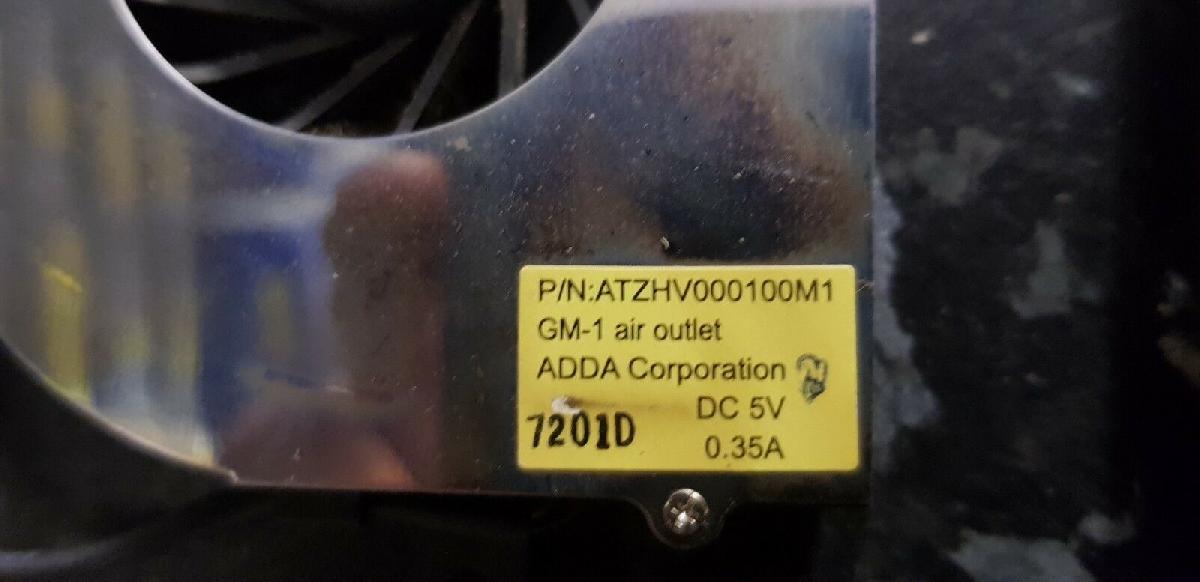 P/N:ATZHV000100M1
GM-1 air outlet
ADDA Corporation
DC 5V
7201D
0.35A